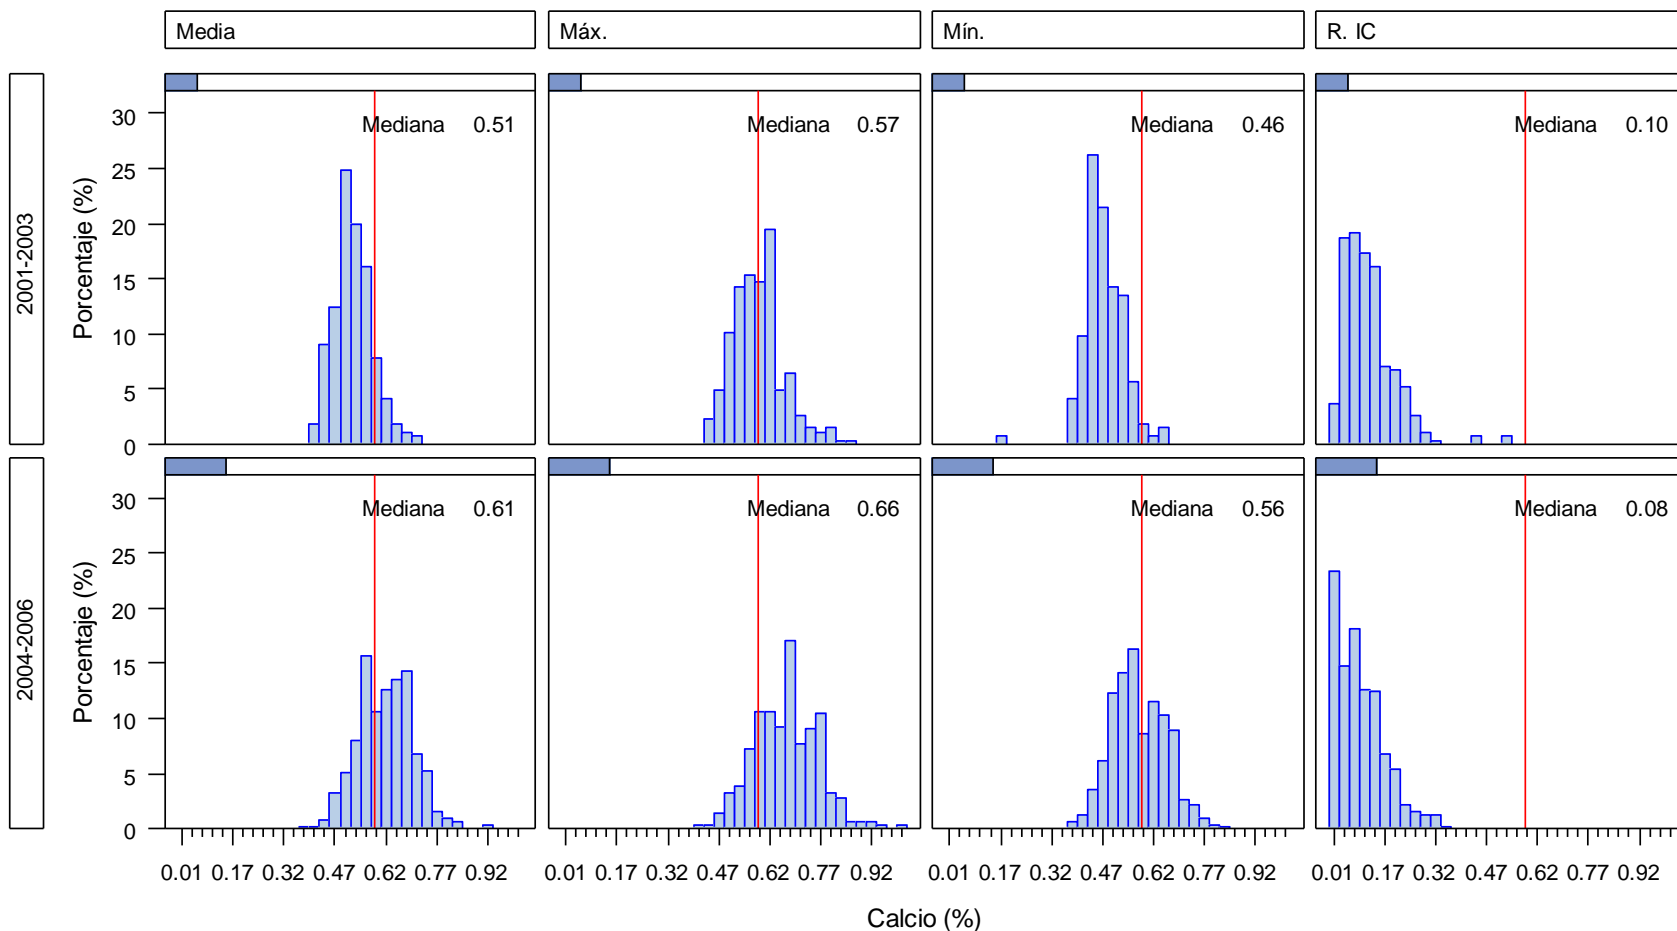 Media Máx. Mín. R. IC
2001-2003
Porcentaje (%)
30
25
20
15
10
5
0
Mediana 0.51
Mediana 0.57
Mediana 0.46
Mediana 0.10
2004-2006
Porcentaje (%)
30
25
20
15
10
5
0
Mediana 0.61
Mediana 0.66
Mediana 0.56
Mediana 0.08
0.01 0.17 0.32 0.47 0.62 0.77 0.92
0.01 0.17 0.32 0.47 0.62 0.77 0.92
0.01 0.17 0.32 0.47 0.62 0.77 0.92
0.01 0.17 0.32 0.47 0.62 0.77 0.92
Calcio (%)